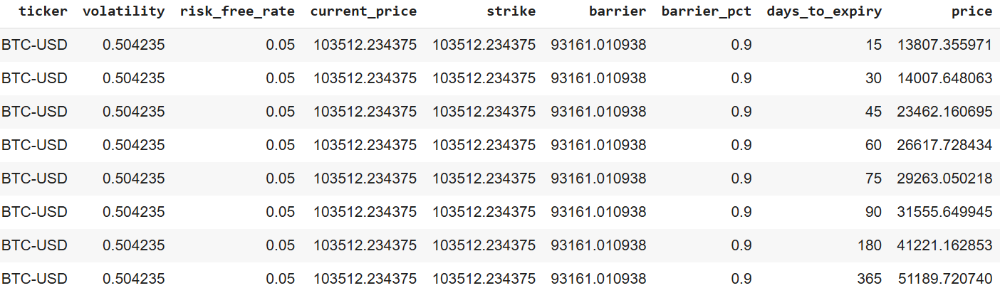 ticker volatility risk_free_rate current_price strike barrier barrier_pct days_to_expiry price
BTC-USD 0.504235 0.05 103512.234375 103512.234375 93161.010938 0.9 15 13807.355971
BTC-USD 0.504235 0.05 103512.234375 103512.234375 93161.010938 0.9 30 14007.648063
BTC-USD 0.504235 0.05 103512.234375 103512.234375 93161.010938 0.9 45 23462.160695
BTC-USD 0.504235 0.05 103512.234375 103512.234375 93161.010938 0.9 60 26617.728434
BTC-USD 0.504235 0.05 103512.234375 103512.234375 93161.010938 0.9 75 29263.050218
BTC-USD 0.504235 0.05 103512.234375 103512.234375 93161.010938 0.9 90 31555.649945
BTC-USD 0.504235 0.05 103512.234375 103512.234375 93161.010938 0.9 180 41221.162853
BTC-USD 0.504235 0.05 103512.234375 103512.234375 93161.010938 0.9 365 51189.720740